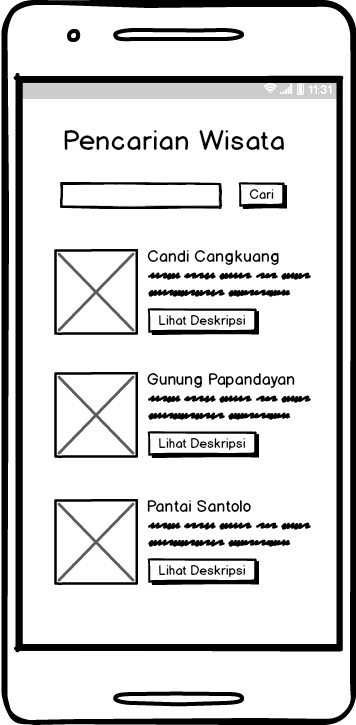 11:31
Pencarian Wisata
Cari
Candi Cangkuang
Lihat Deskripsi
Gunung Papandayan
Lihat Deskripsi
Pantai Santolo
Lihat Deskripsi